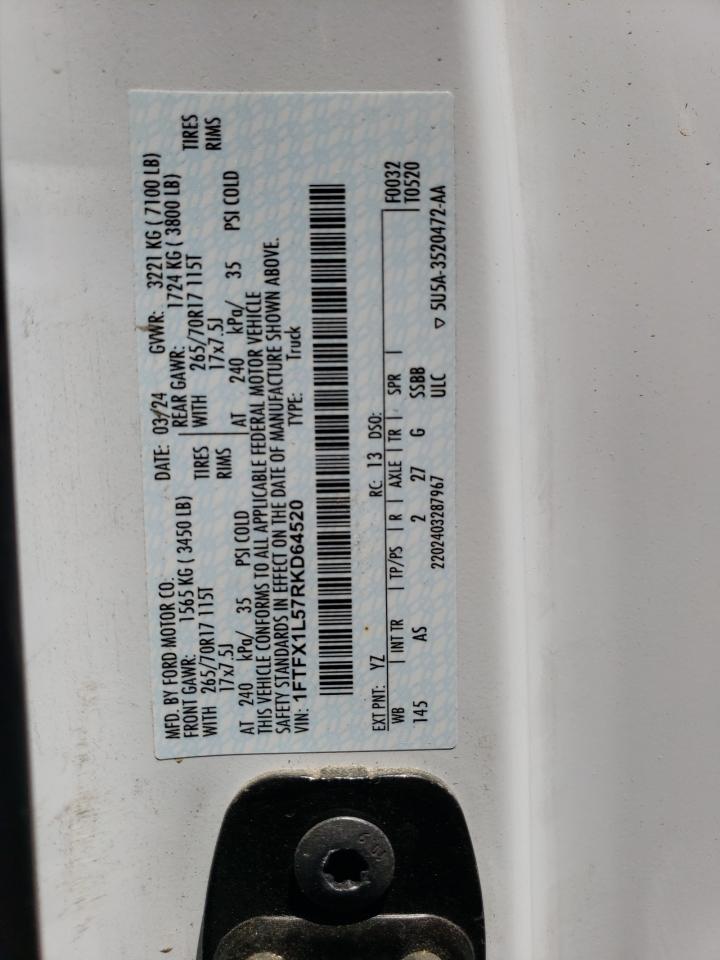 MFD. BY FORD MOTOR CO.
DATE: 03/24 GVWR: 3221 KG ( 7100 LB)
FRONT GAWR: 1565 KG ( 3450 LB)
REAR GAWR: 1724 KG ( 3800 LB)
WITH 265/70R17 115T TIRES
WITH 265/70R17 115T TIRES
17x7.5J RIMS
17x7.5J RIMS
AT 240 kPa/ 35 PSI COLD
AT 240 kPa/ 35 PSI COLD
THIS VEHICLE CONFORMS TO ALL APPLICABLE FEDERAL MOTOR VEHICLE
SAFETY STANDARDS IN EFFECT ON THE DATE OF MANUFACTURE SHOWN ABOVE.
VIN: 1FTFX1L57RKD64520 TYPE: Truck
EXT PNT: YZ RC: 13 DSO: F0032
WB INT TR TP/PS R AXLE TR SPR T0520
145 AS 2 27 G SSBB
2202403287967 ULC ▽ 5U5A-3520472-AA